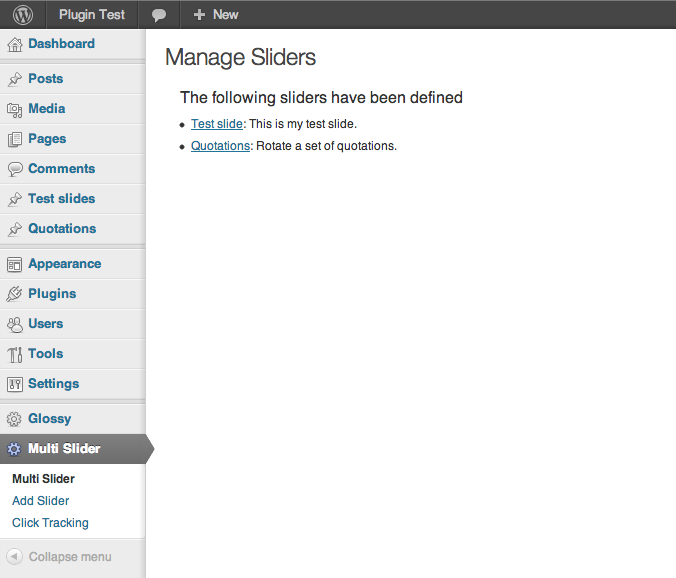 Plugin Test
New
Dashboard
Posts
Media
Pages
Comments
Test slides
Quotations
Appearance
Plugins
Users
Tools
Settings
Glossy
Multi Slider
Multi Slider
Add Slider
Click Tracking
Collapse menu
Manage Sliders
The following sliders have been defined
Test slide: This is my test slide.
Quotations: Rotate a set of quotations.